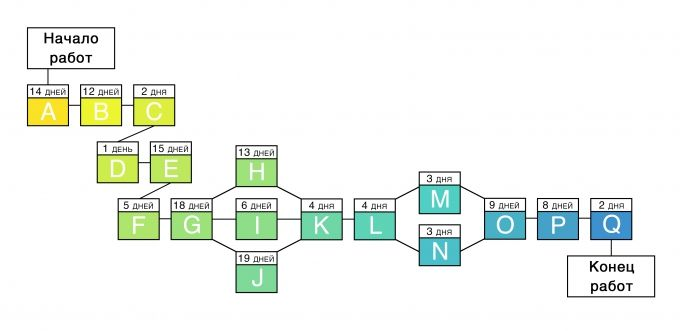 Начало
работ
14 ДНЕЙ
12 ДНЕЙ
2 ДНЯ
A
B
C
1 ДЕНЬ
15 ДНЕЙ
D
E
13 ДНЕЙ
H
5 ДНЕЙ
18 ДНЕЙ
6 ДНЕЙ
4 ДНЯ
4 ДНЯ
F
G
I
K
L
19 ДНЕЙ
J
3 ДНЯ
M
3 ДНЯ
N
9 ДНЕЙ
8 ДНЕЙ
2 ДНЯ
O
P
Q
Конец
работ